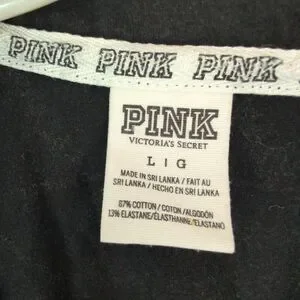 PINK PINK PINK
PINK
VICTORIA'S SECRET
L | G
MADE IN SRI LANKA / FAIT AU
SRI LANKA / HECHO EN SRI LANKA
87% COTTON / COTON / ALGODÓN
13% ELASTANE/ÉLASTHANNE/ELASTANO